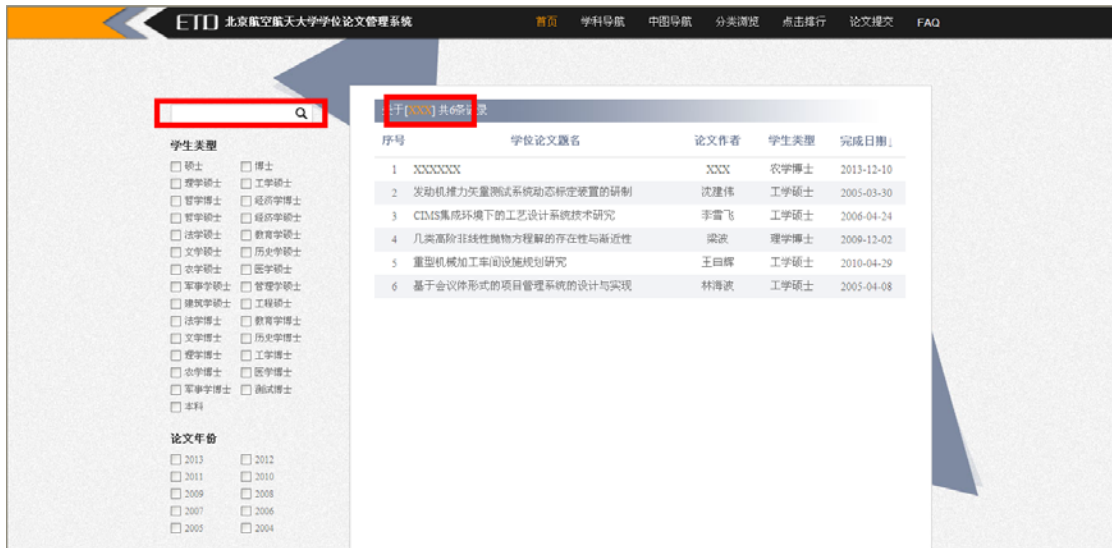 ETD 北京航空航天大学学位论文管理系统 首页 学科导航 中图导航 分类浏览 点击排行 论文提交 FAQ
关于[XXX] 共6条记录
学生类型
硕士 博士
理学硕士 工学硕士
哲学博士 经济学博士
哲学硕士 经济学硕士
法学硕士 教育学硕士
文学硕士 历史学硕士
农学硕士 医学硕士
军事学硕士 管理学硕士
建筑学硕士 工程硕士
法学博士 教育学博士
文学博士 历史学博士
理学博士 工学博士
农学博士 医学博士
军事学博士 测试博士
本科
论文年份
2013 2012
2011 2010
2009 2008
2007 2006
2005 2004
序号 学位论文题名 论文作者 学生类型 完成日期↓
1 XXXXXX XXX 农学博士 2013-12-10
2 发动机推力矢量测试系统动态标定装置的研制 沈建伟 工学硕士 2005-03-30
3 CIMS集成环境下的工艺设计系统技术研究 李雪飞 工学硕士 2006-04-24
4 几类高阶非线性抛物方程解的存在性与渐近性 梁波 理学博士 2009-12-02
5 重型机械加工车间设施规划研究 王曰辉 工学硕士 2010-04-29
6 基于会议体形式的项目管理系统的设计与实现 林海波 工学硕士 2005-04-08